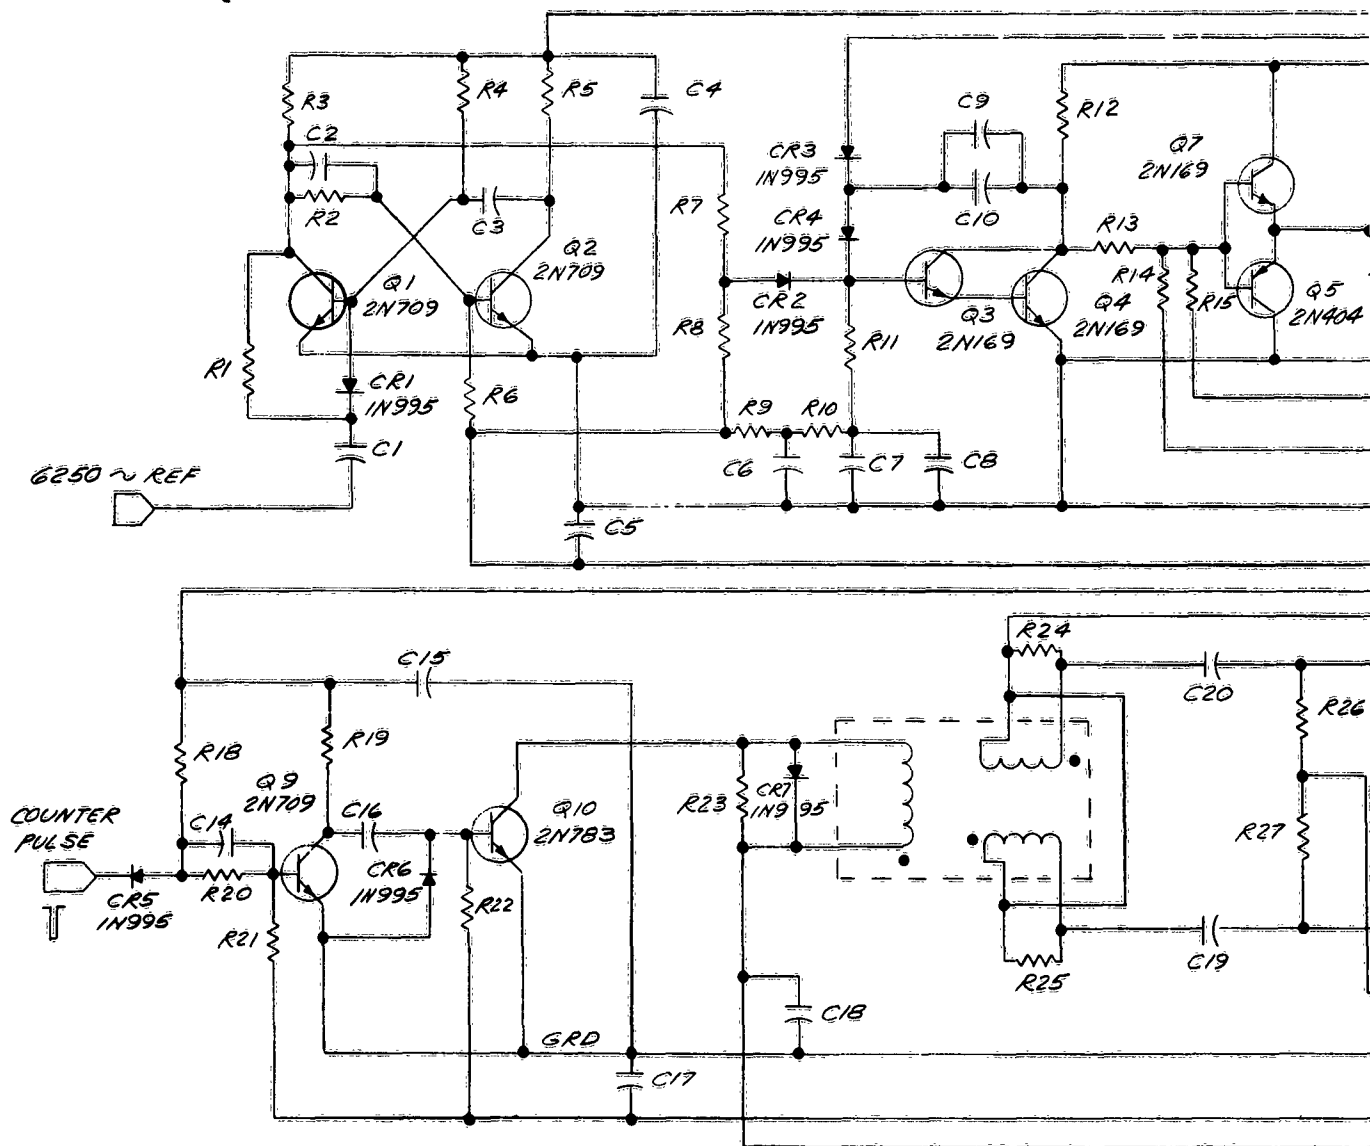 R3
R4
R5
C4
C2
R2
C3
Q1
2N709
Q2
2N709
R1
CR1
1N995
C1
R6
6250 ~ REF
C5
R7
R8
CR3
1N995
CR4
1N995
CR2
1N995
C9
C10
R12
Q7
2N169
R13
R14
R15
Q5
2N404
Q3
2N169
Q4
2N169
R11
R9
R10
C6
C7
C8
C15
R18
R19
Q9
2N709
C14
C16
Q10
2N783
COUNTER
PULSE
CR5
1N995
R20
R21
CR6
1N995
R22
GRD
C17
R23
CR7
1N9 95
C18
R24
C20
R26
R27
C19
R25